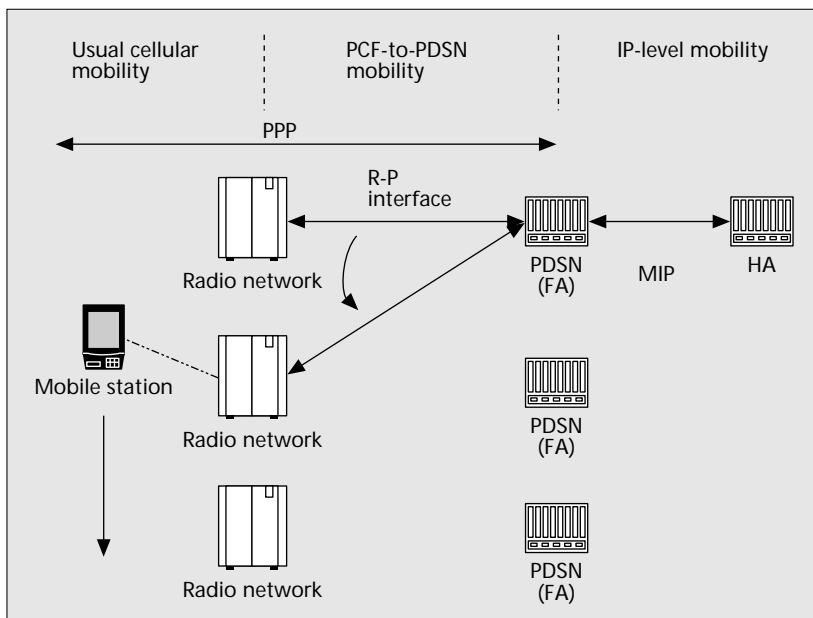 Usual cellular
mobility
PCF-to-PDSN
mobility
IP-level mobility
PPP
R-P
interface
Radio network
PDSN
(FA)
MIP
HA
Mobile station
Radio network
PDSN
(FA)
Radio network
PDSN
(FA)